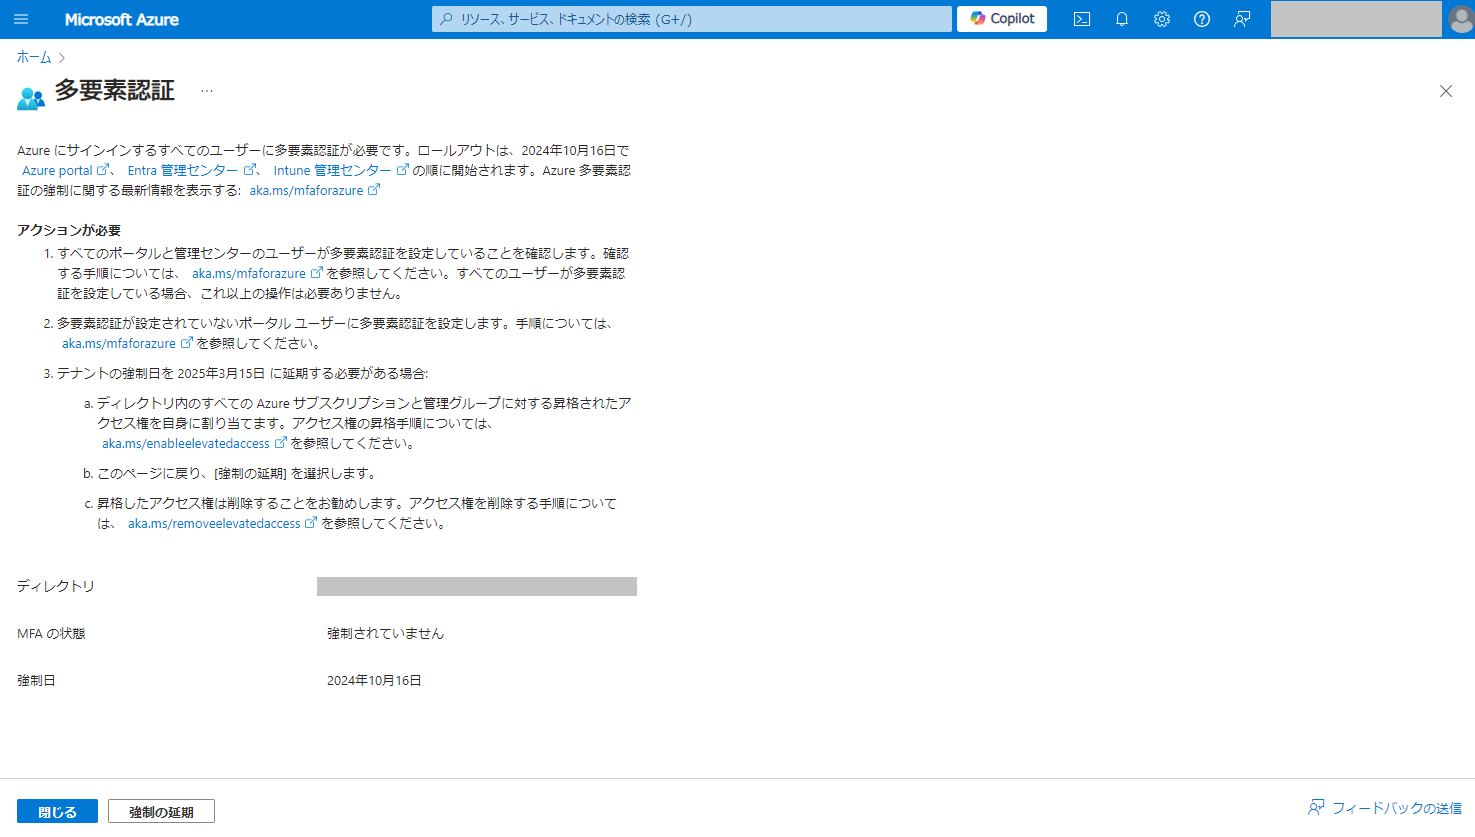 Microsoft Azure
リソース、サービス、ドキュメントの検索 (G+/)
Copilot
ホーム
多要素認証
...
Azure にサインインするすべてのユーザーに多要素認証が必要です。ロールアウトは、2024年10月16日で
Azure portal 、 Entra 管理センター 、 Intune 管理センター の順に開始されます。Azure 多要素認
証の強制に関する最新情報を表示する: aka.ms/mfaforazure
アクションが必要
1. すべてのポータルと管理センターのユーザーが多要素認証を設定していることを確認します。確認
する手順については、 aka.ms/mfaforazure を参照してください。すべてのユーザーが多要素認
証を設定している場合、これ以上の操作は必要ありません。
2. 多要素認証が設定されていないポータル ユーザーに多要素認証を設定します。手順については、
aka.ms/mfaforazure を参照してください。
3. テナントの強制日を 2025年3月15日 に延期する必要がある場合:
a. ディレクトリ内のすべての Azure サブスクリプションと管理グループに対する昇格されたア
クセス権を自身に割り当てます。アクセス権の昇格手順については、
aka.ms/enableelevatedaccess を参照してください。
b. このページに戻り、[強制の延期] を選択します。
c. 昇格したアクセス権は削除することをお勧めします。アクセス権を削除する手順について
は、 aka.ms/removeelevatedaccess を参照してください。
ディレクトリ
MFA の状態 強制されていません
強制日 2024年10月16日
閉じる 強制の延期 フィードバックの送信